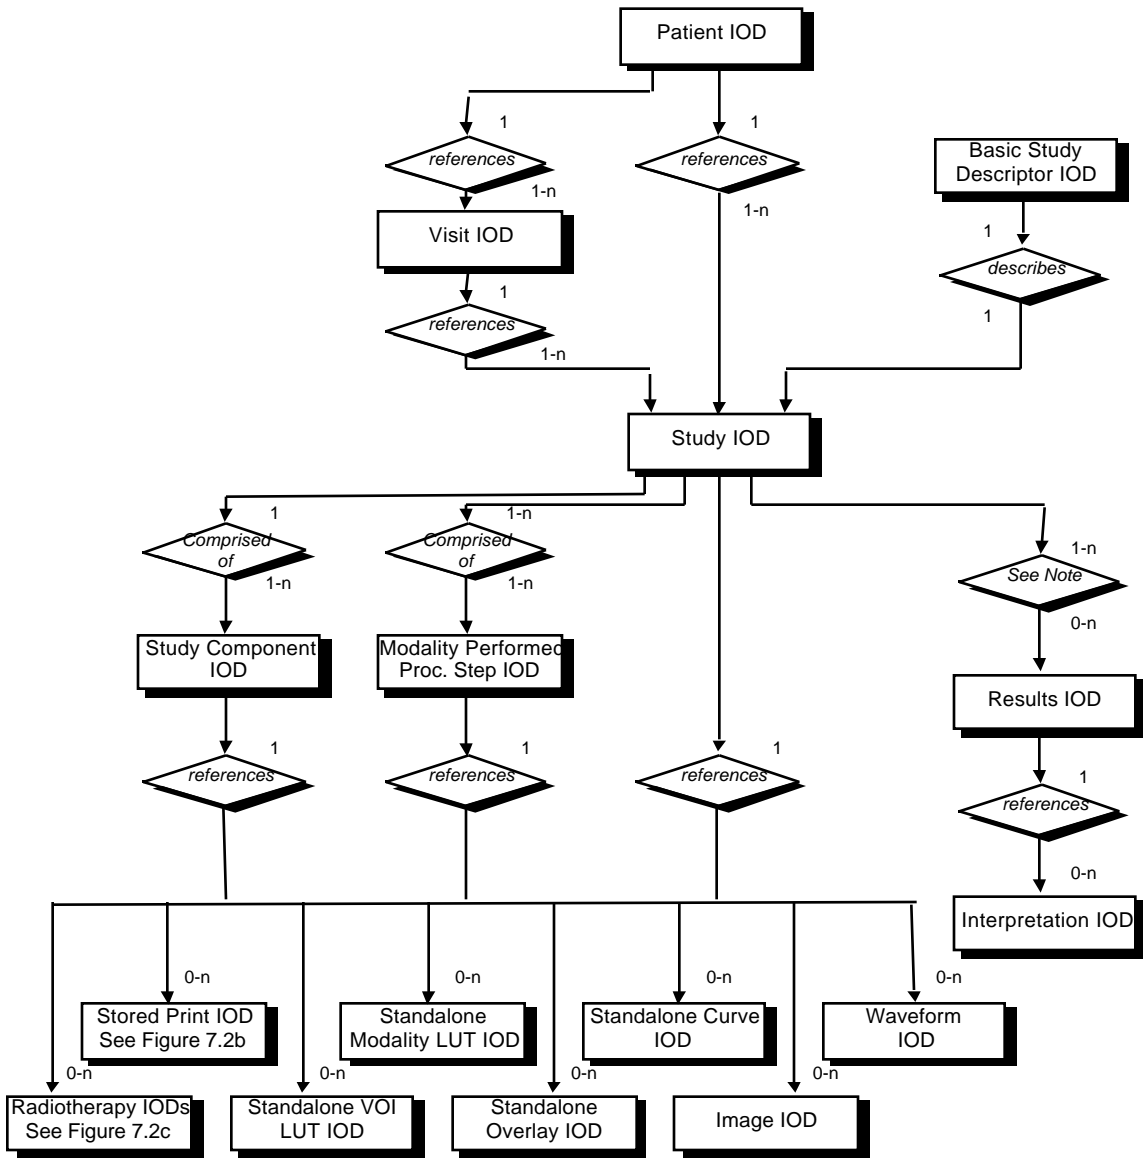 Patient IOD
1
1
references
references
Basic Study
Descriptor IOD
1-n
1-n
Visit IOD
1
describes
1
1
references
1-n
Study IOD
1
1-n
Comprised
of
Comprised
of
1-n
See Note
1-n
1-n
0-n
Study Component
IOD
Modality Performed
Proc. Step IOD
Results IOD
1
1
1
references
references
references
1
references
0-n
Interpretation IOD
0-n
0-n
0-n
0-n
Stored Print IOD
See Figure 7.2b
Standalone
Modality LUT IOD
Standalone Curve
IOD
Waveform
IOD
0-n
0-n
0-n
0-n
Radiotherapy IODs
See Figure 7.2c
Standalone VOI
LUT IOD
Standalone
Overlay IOD
Image IOD